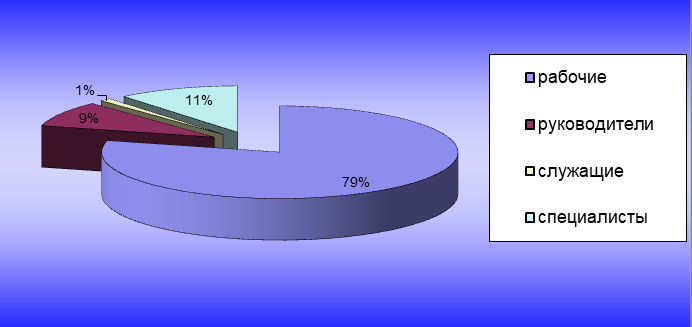 1%
11%
9%
79%
рабочие
руководители
служащие
специалисты